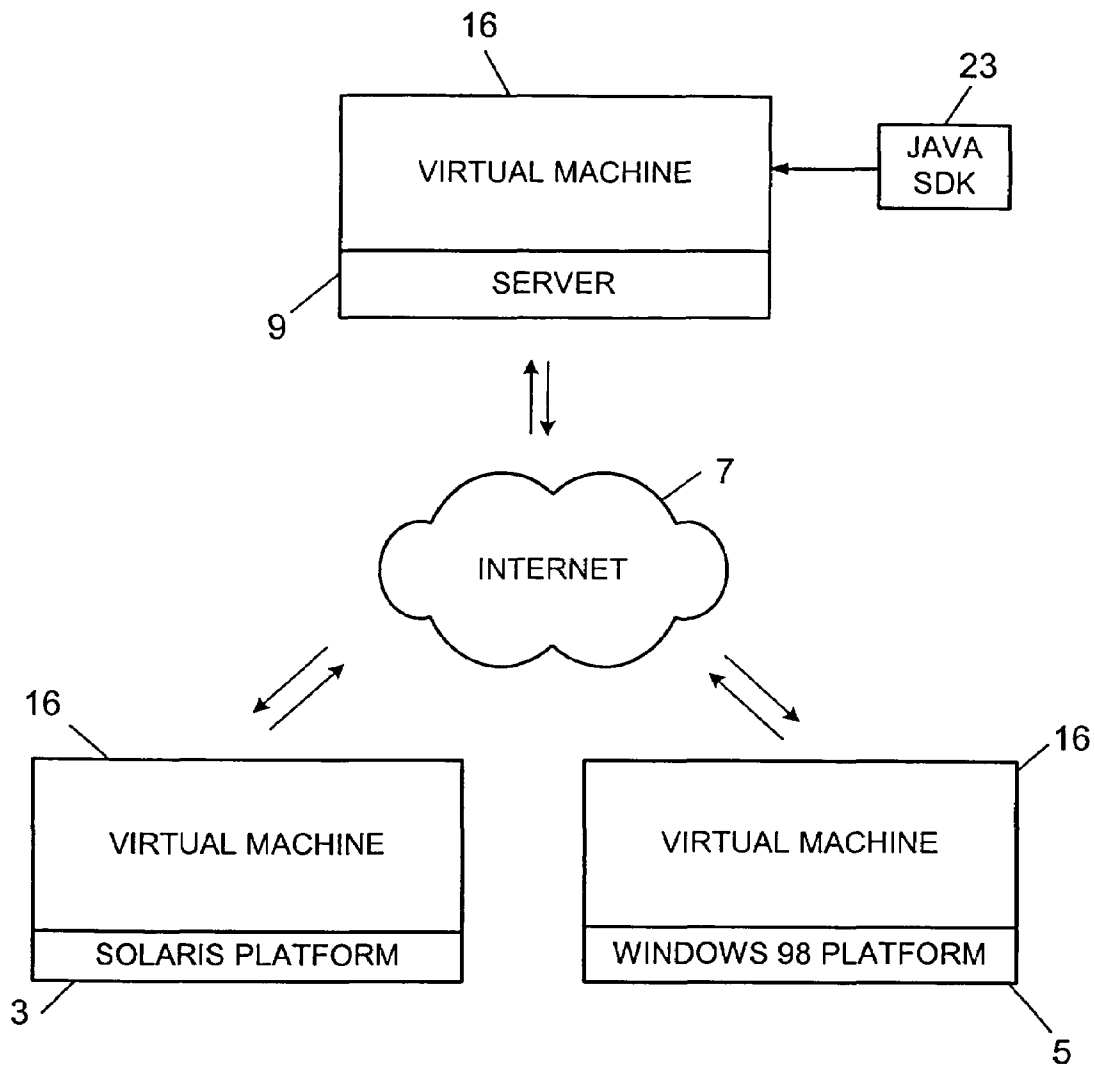 16
23
VIRTUAL MACHINE
JAVA
SDK
SERVER
9
7
INTERNET
16
16
VIRTUAL MACHINE
VIRTUAL MACHINE
SOLARIS PLATFORM
WINDOWS 98 PLATFORM
3
5